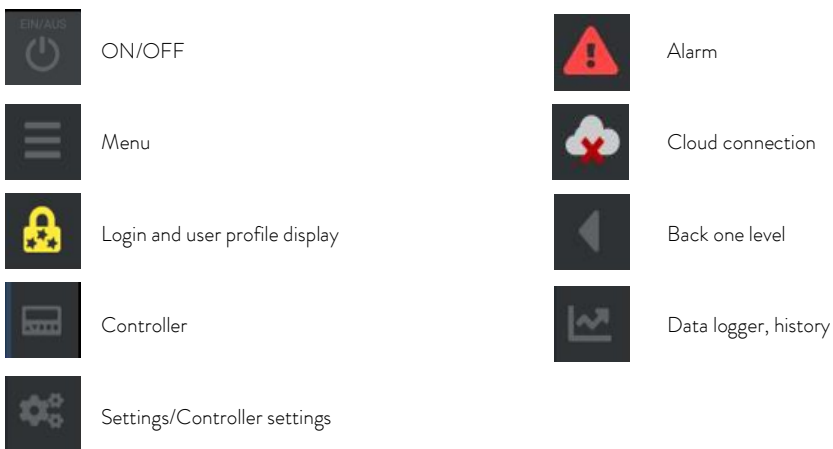 EIN/AUS
ON/OFF
Menu
Login and user profile display
Controller
Settings/Controller settings
Alarm
Cloud connection
Back one level
Data logger, history